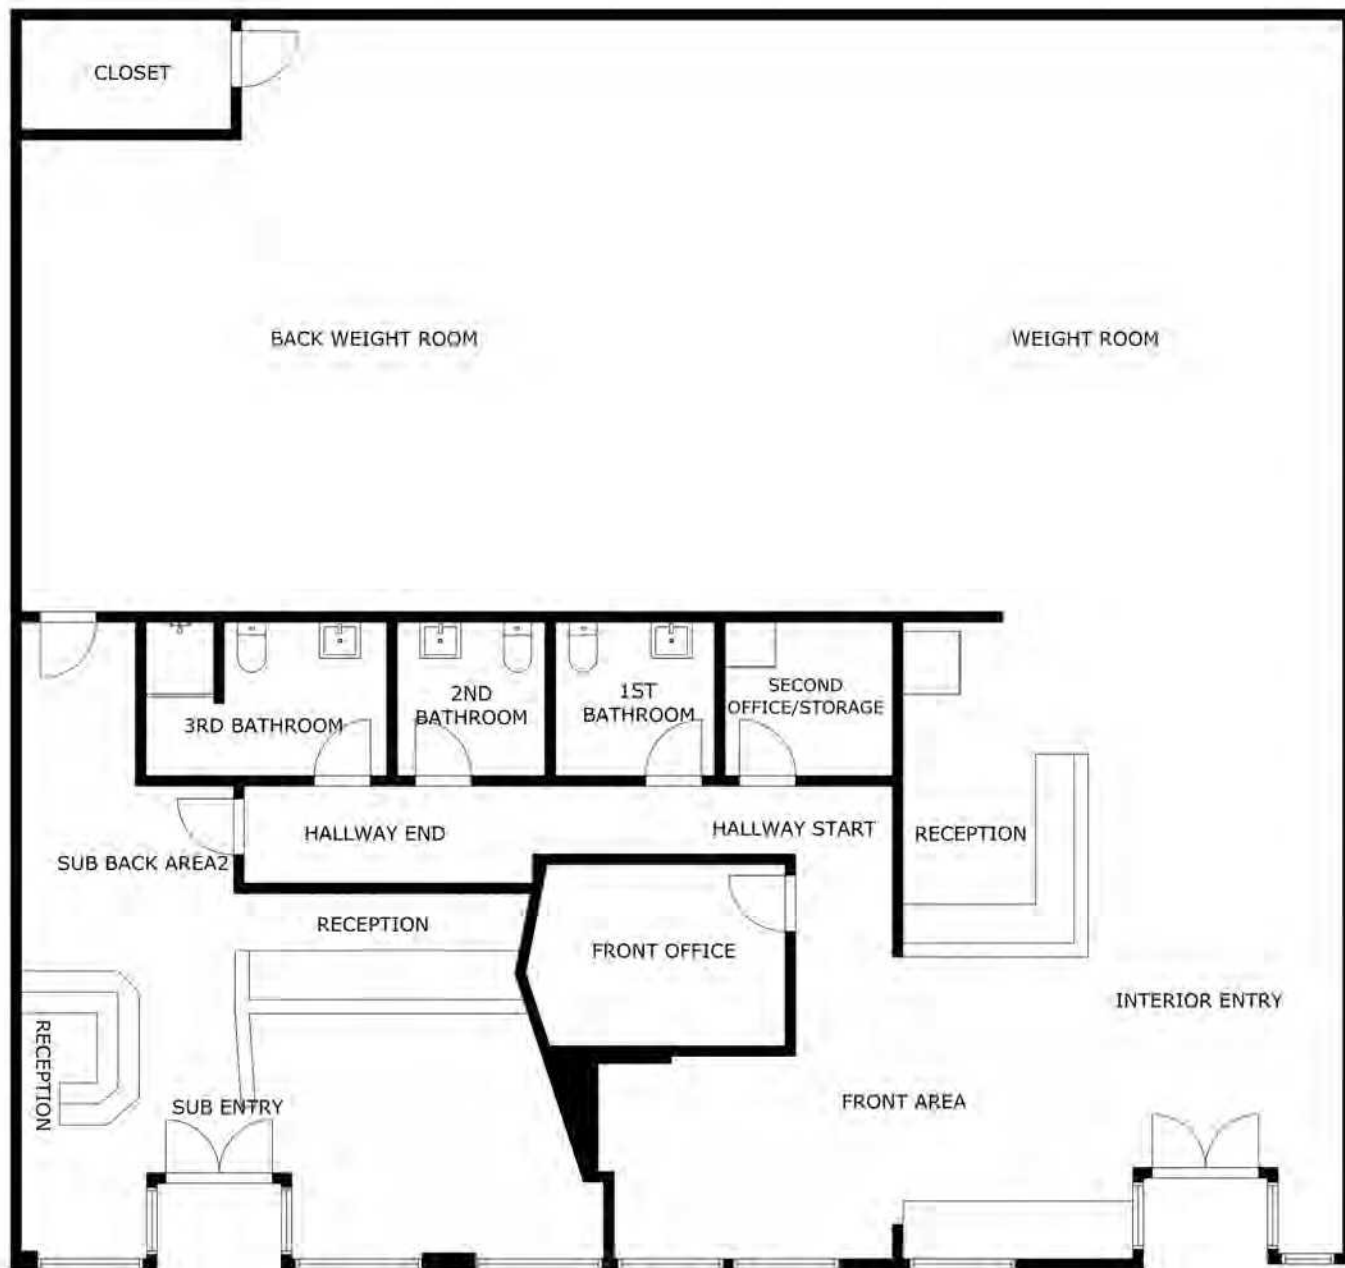 CLOSET
BACK WEIGHT ROOM
WEIGHT ROOM
3RD BATHROOM
2ND
BATHROOM
1ST
BATHROOM
SECOND
OFFICE/STORAGE
HALLWAY END
HALLWAY START
RECEPTION
SUB BACK AREA2
RECEPTION
FRONT OFFICE
INTERIOR ENTRY
RECEPTION
SUB ENTRY
FRONT AREA